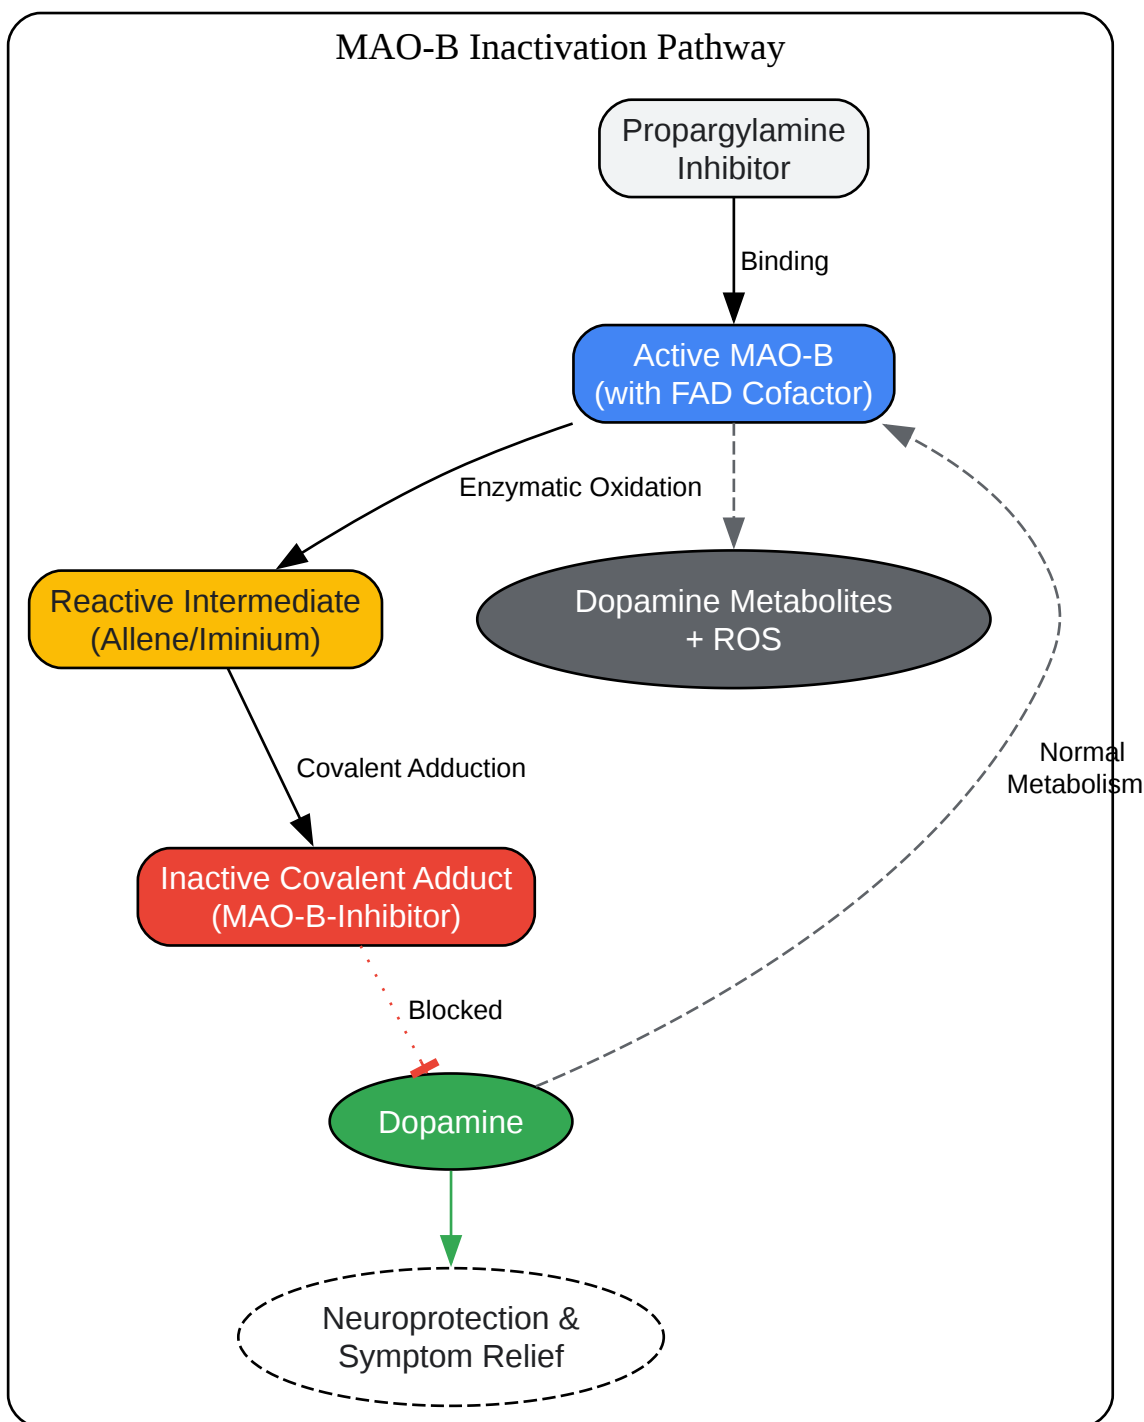 MAO-B Inactivation Pathway
Propargylamine
Inhibitor
Binding
Active MAO-B
(with FAD Cofactor)
Enzymatic Oxidation
Reactive Intermediate
(Allene/Iminium)
Dopamine Metabolites
+ ROS
Normal
Metabolism
Covalent Adduction
Inactive Covalent Adduct
(MAO-B-Inhibitor)
Blocked
Dopamine
Neuroprotection &
Symptom Relief